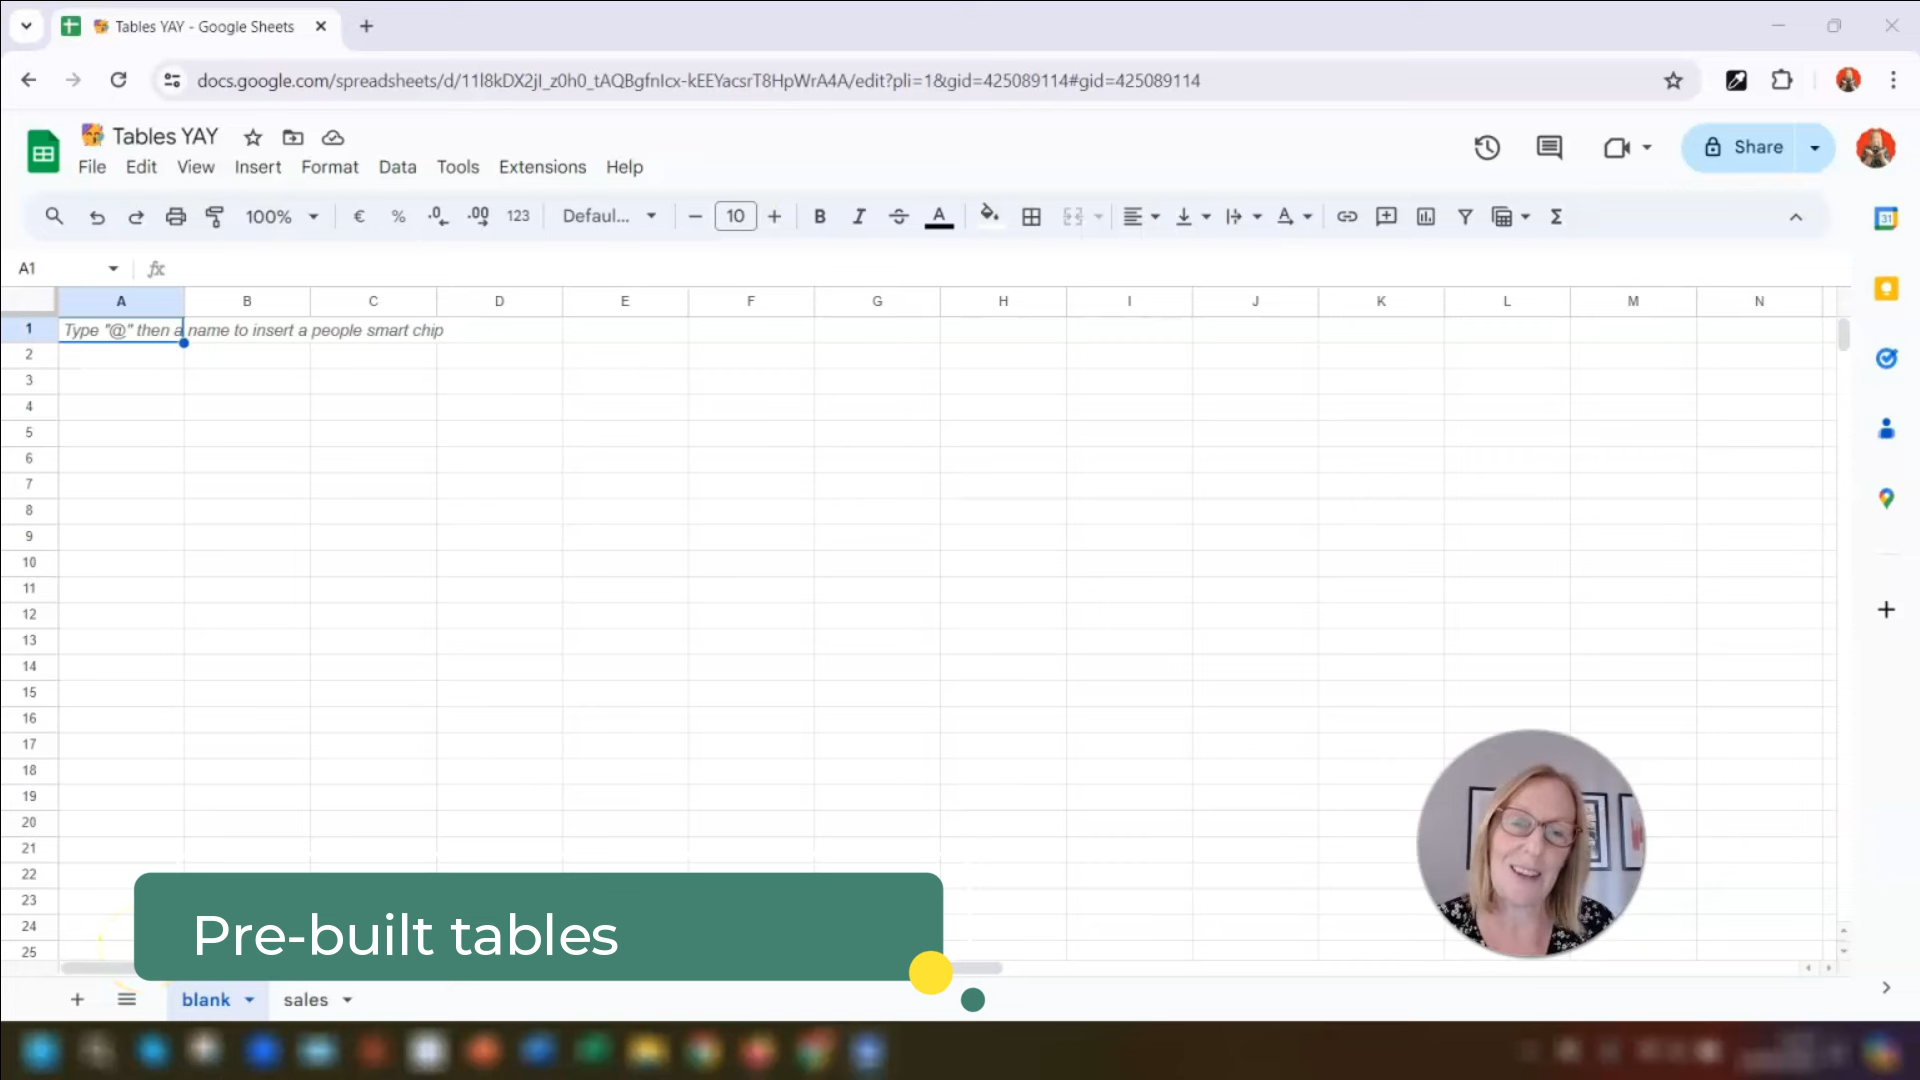 Tables YAY - Google Sheets
docs.google.com/spreadsheets/d/11l8kDX2jI_z0h0_tAQBgfnIcx-kEEYacsrT8HpWrA4A/edit?pli=1&gid=425089114#gid=425089114
Tables YAY
File Edit View Insert Format Data Tools Extensions Help
Share
100% € % .0 .00 123 Defaul... 10 B I A Σ
31
A1 fx
A B C D E F G H I J K L M N
1 Type "@" then a name to insert a people smart chip
2
3
4
5
6
7
8
9
10
11
12
13
14
15
16
17
18
19
20
21
22
23
24
25
Pre-built tables
blank sales